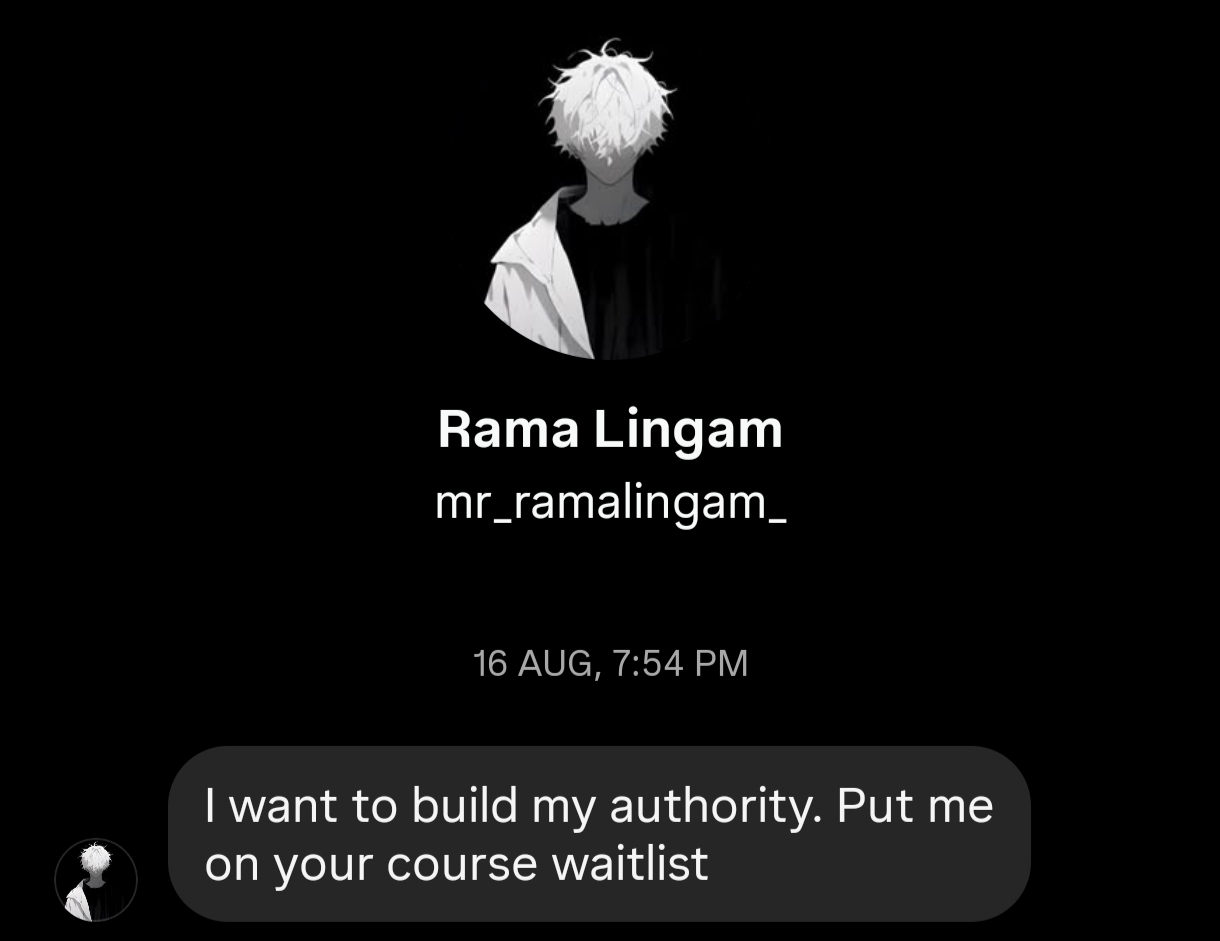 Rama Lingam
mr_ramalingam_
16 AUG, 7:54 PM
I want to build my authority. Put me
on your course waitlist